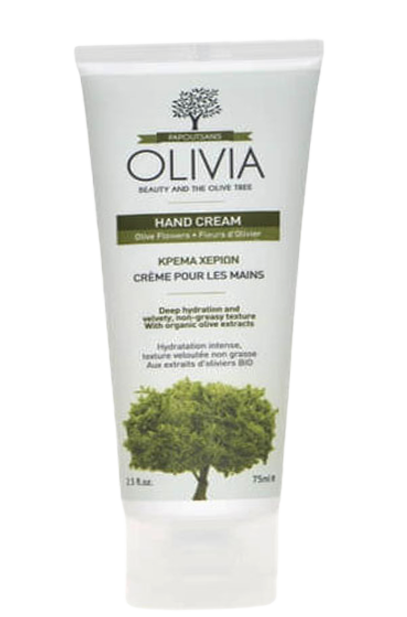 PAPOUTSANIS
OLIVIA
BEAUTY AND THE OLIVE TREE
HAND CREAM
Olive Flowers • Fleurs d'Olivier
ΚΡΕΜΑ ΧΕΡΙΩΝ
CRÈME POUR LES MAINS
Deep hydration and
velvety, non-greasy texture
With organic olive extracts
Hydratation intense,
texture veloutée non grasse
Aux extraits d'oliviers BIO
2.5 fl.oz. 75ml e